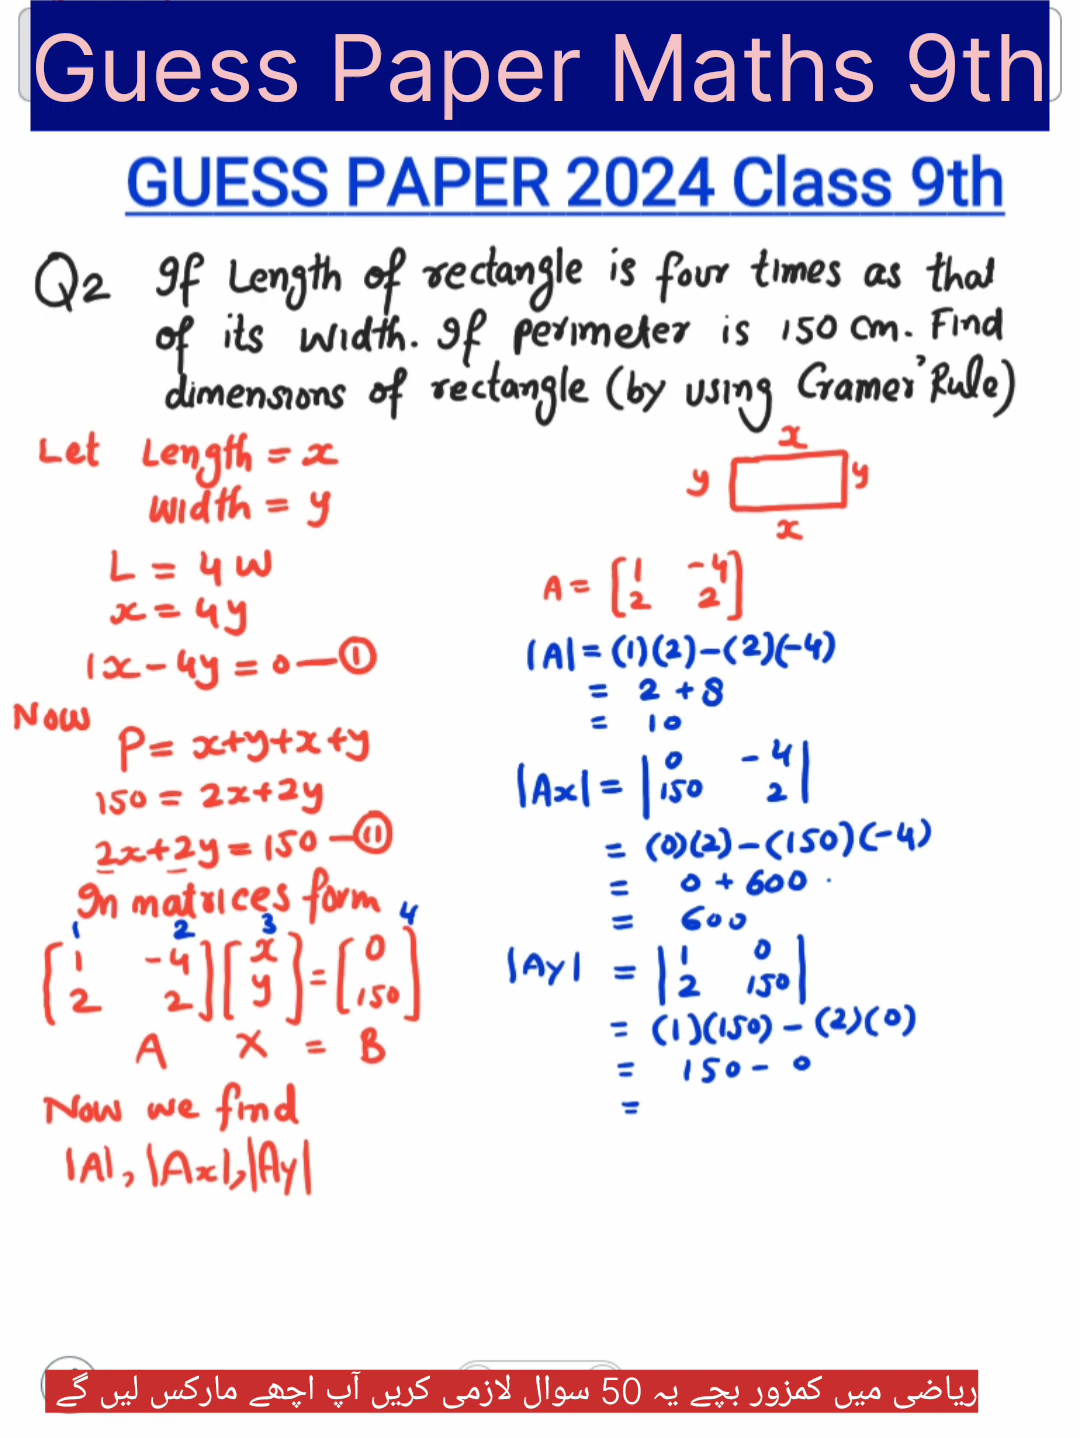 Guess Paper Maths 9th
GUESS PAPER 2024 Class 9th
Q2 If Length of rectangle is four times as that
of its width. If perimeter is 150 cm. Find
dimensions of rectangle (by using Cramer's Rule)
Let Length = x
Width = y
L = 4W
x = 4y
1x - 4y = 0 — (I)
Now
P = x+y+x+y
150 = 2x+2y
2x+2y = 150 — (II)
In matrices form
1 2 3 4
[1 -4] [x] = [0]
[2 2] [y] [150]
A X = B
Now we find
|A|, |Ax|, |Ay|
x
y y
x
A = [1 -4]
[2 2]
|A| = (1)(2)-(2)(-4)
= 2 + 8
= 10
|Ax| = |0 -4|
|150 2|
= (0)(2)-(150)(-4)
= 0 + 600
= 600
|Ay| = |1 0|
|2 150|
= (1)(150) - (2)(0)
= 150 - 0
=
ریاضی میں کمزور بچے یہ 50 سوال لازمی کریں آپ اچھے مارکس لیں گے